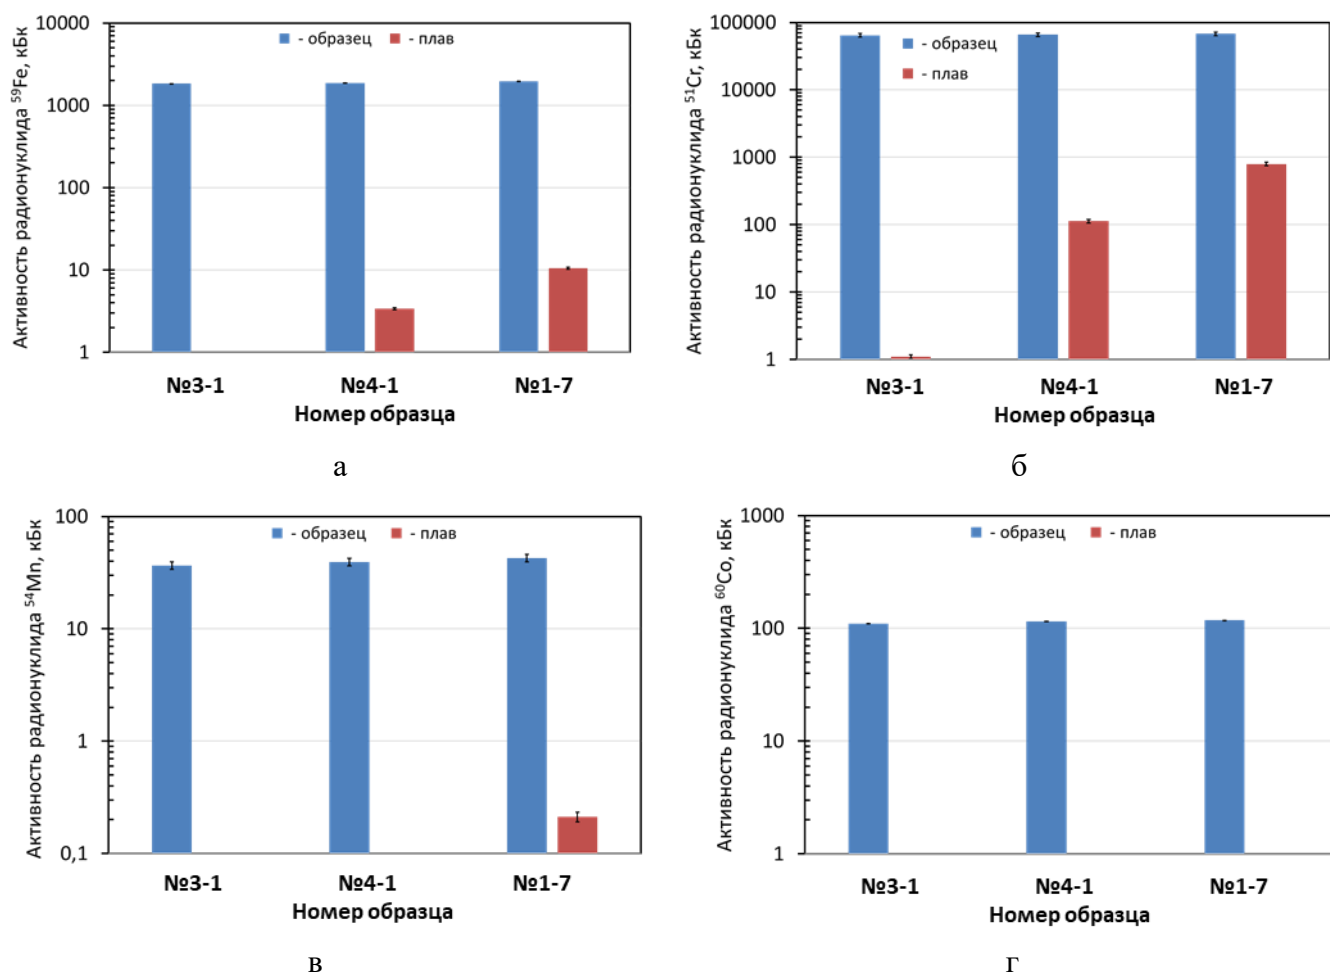 Активность радионуклида ⁵⁹Fe, кБк
10000
1000
100
10
1
- образец - плав
№3-1 №4-1 №1-7
Номер образца
а
Активность радионуклида ⁵¹Cr, кБк
100000
10000
1000
100
10
1
- образец
- плав
№3-1 №4-1 №1-7
Номер образца
б
Активность радионуклида ⁵⁴Mn, кБк
100
10
1
0,1
- образец - плав
№3-1 №4-1 №1-7
Номер образца
в
Активность радионуклида ⁶⁰Co, кБк
1000
100
10
1
- образец - плав
№3-1 №4-1 №1-7
Номер образца
г